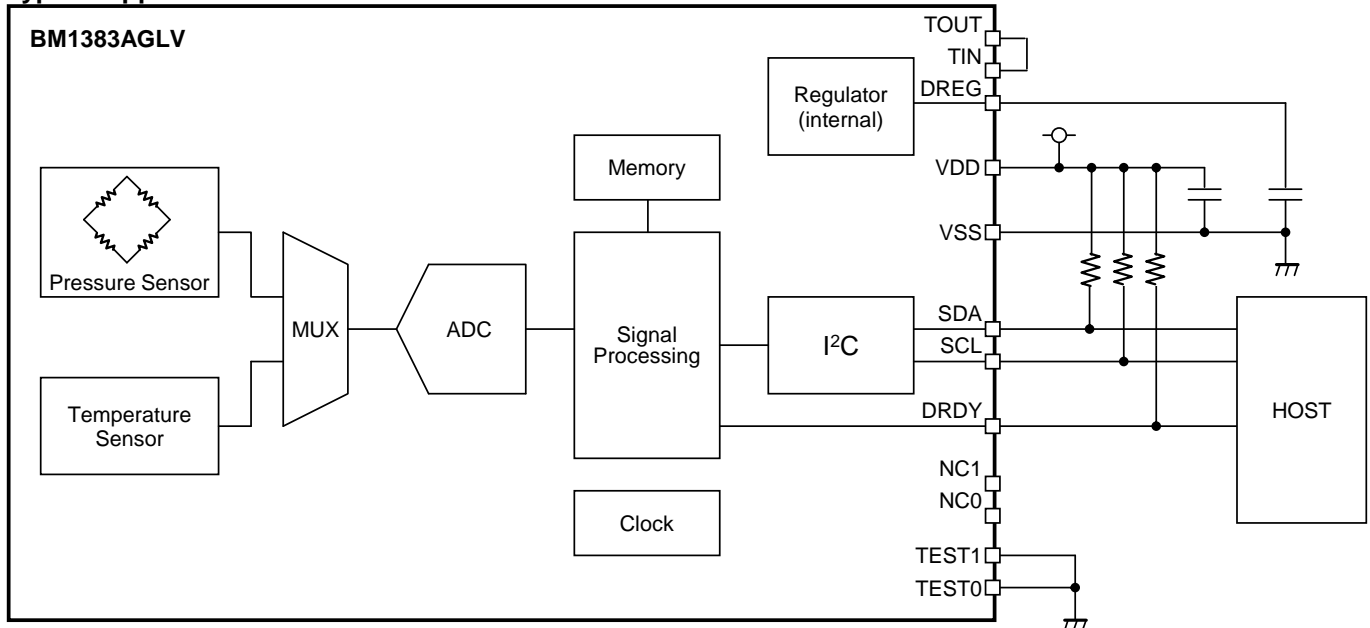 BM1383AGLV
TOUT
TIN
DREG
Regulator
(internal)
VDD
Memory
VSS
Pressure Sensor
MUX
ADC
Signal
Processing
I²C
SDA
SCL
HOST
Temperature
Sensor
DRDY
NC1
NC0
Clock
TEST1
TEST0